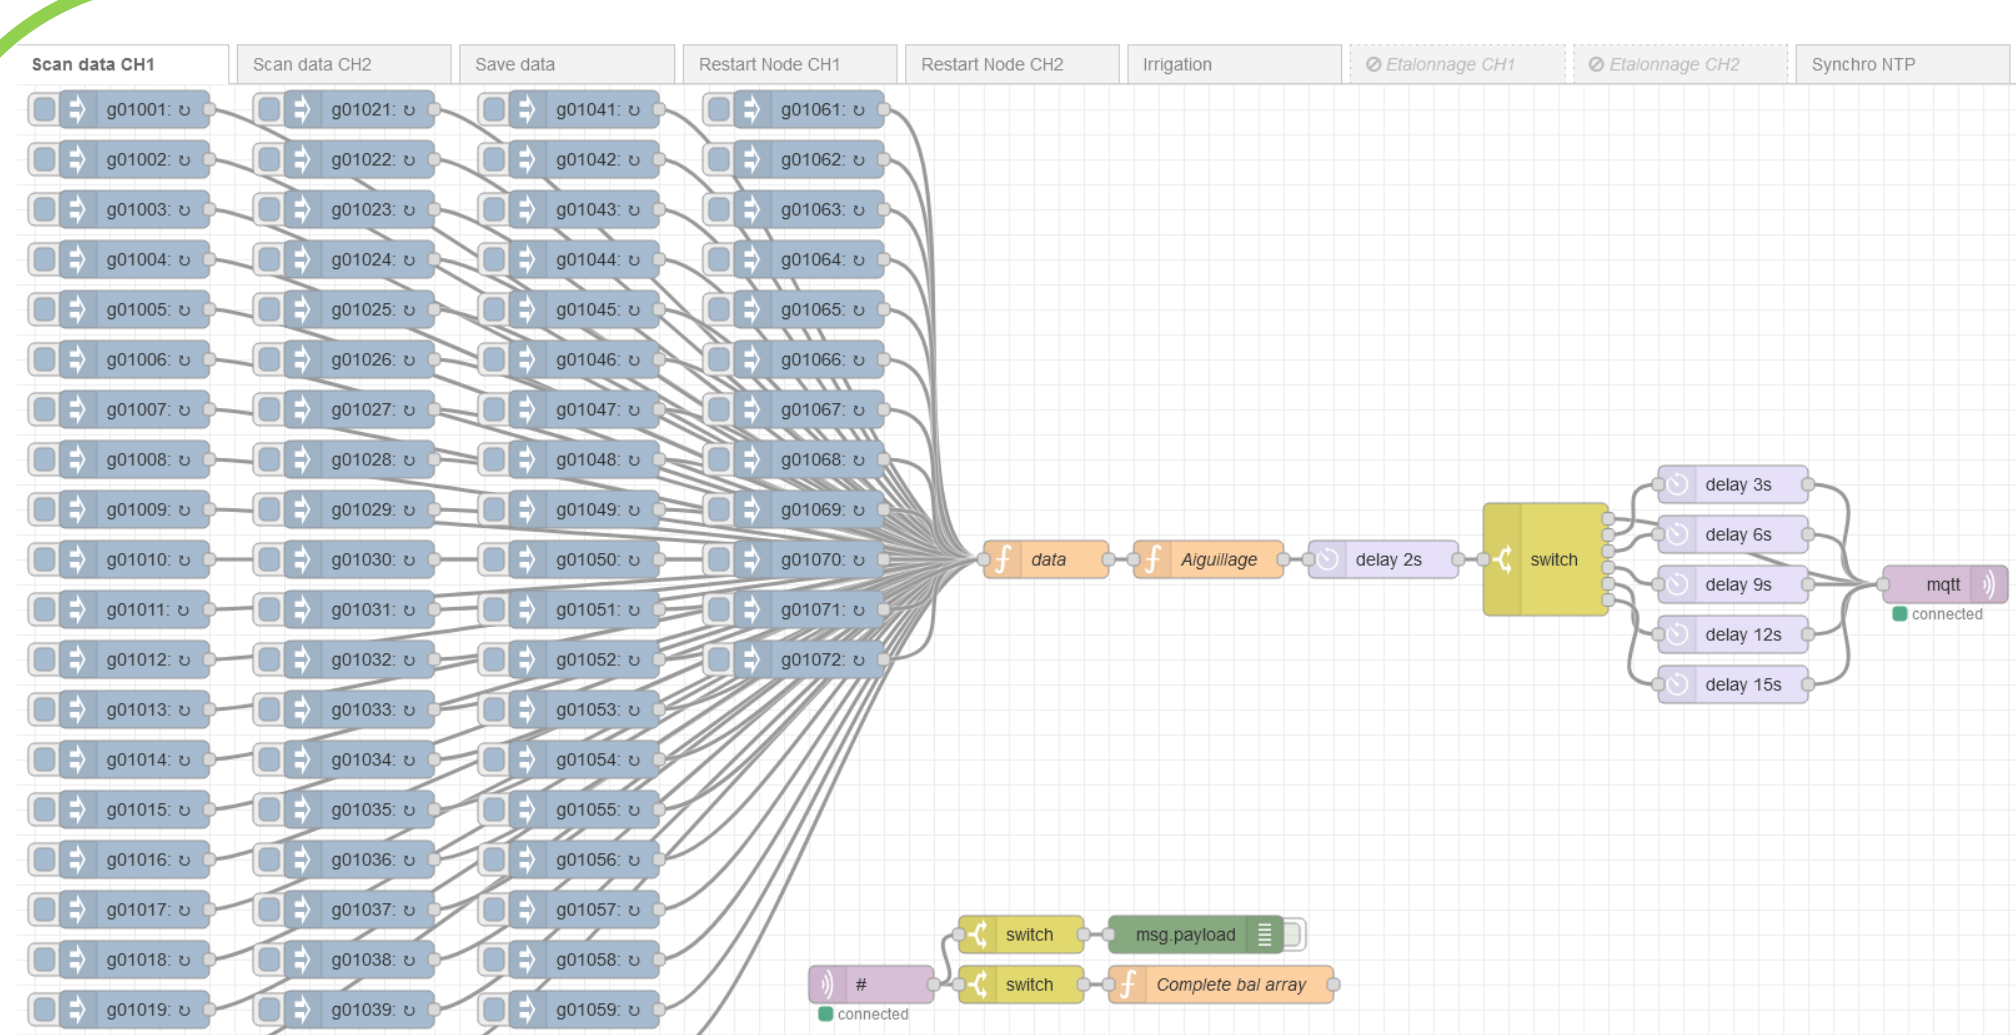 Scan data CH1 Scan data CH2 Save data Restart Node CH1 Restart Node CH2 Irrigation Etalonnage CH1 Etalonnage CH2 Synchro NTP
g01001: ↻ g01021: ↻ g01041: ↻ g01061: ↻
g01002: ↻ g01022: ↻ g01042: ↻ g01062: ↻
g01003: ↻ g01023: ↻ g01043: ↻ g01063: ↻
g01004: ↻ g01024: ↻ g01044: ↻ g01064: ↻
g01005: ↻ g01025: ↻ g01045: ↻ g01065: ↻
g01006: ↻ g01026: ↻ g01046: ↻ g01066: ↻
g01007: ↻ g01027: ↻ g01047: ↻ g01067: ↻
g01008: ↻ g01028: ↻ g01048: ↻ g01068: ↻
delay 3s
g01009: ↻ g01029: ↻ g01049: ↻ g01069: ↻
delay 6s
g01010: ↻ g01030: ↻ g01050: ↻ g01070: ↻ data Aiguillage delay 2s switch
delay 9s mqtt
g01011: ↻ g01031: ↻ g01051: ↻ g01071: ↻ connected
delay 12s
g01012: ↻ g01032: ↻ g01052: ↻ g01072: ↻
delay 15s
g01013: ↻ g01033: ↻ g01053: ↻
g01014: ↻ g01034: ↻ g01054: ↻
g01015: ↻ g01035: ↻ g01055: ↻
g01016: ↻ g01036: ↻ g01056: ↻
g01017: ↻ g01037: ↻ g01057: ↻
switch msg.payload
g01018: ↻ g01038: ↻ g01058: ↻
# switch Complete bal array
g01019: ↻ g01039: ↻ g01059: ↻ connected